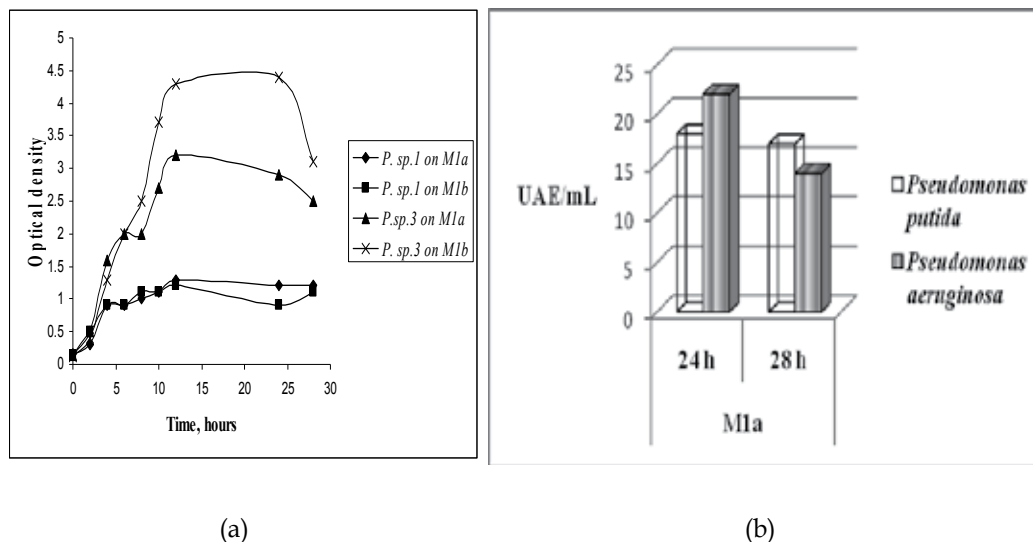 5
4.5
4
3.5
3
2.5
2
1.5
1
0.5
0
Optical density
0 5 10 15 20 25 30
Time, hours
P. sp.1 on M1a
P. sp.1 on M1b
P.sp.3 on M1a
P. sp.3 on M1b
(a)
25
20
15
10
5
0
UAE/mL
24 h 28 h
M1a
Pseudomonas
putida
Pseudomonas
aeruginosa
(b)